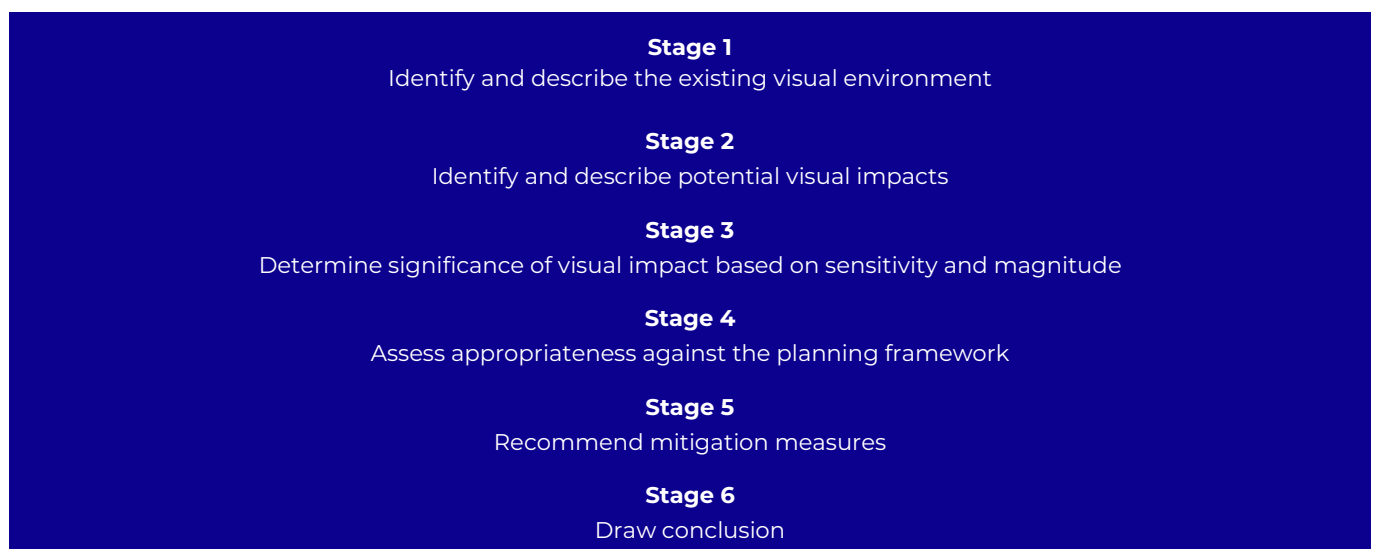 Stage 1
Identify and describe the existing visual environment
Stage 2
Identify and describe potential visual impacts
Stage 3
Determine significance of visual impact based on sensitivity and magnitude
Stage 4
Assess appropriateness against the planning framework
Stage 5
Recommend mitigation measures
Stage 6
Draw conclusion